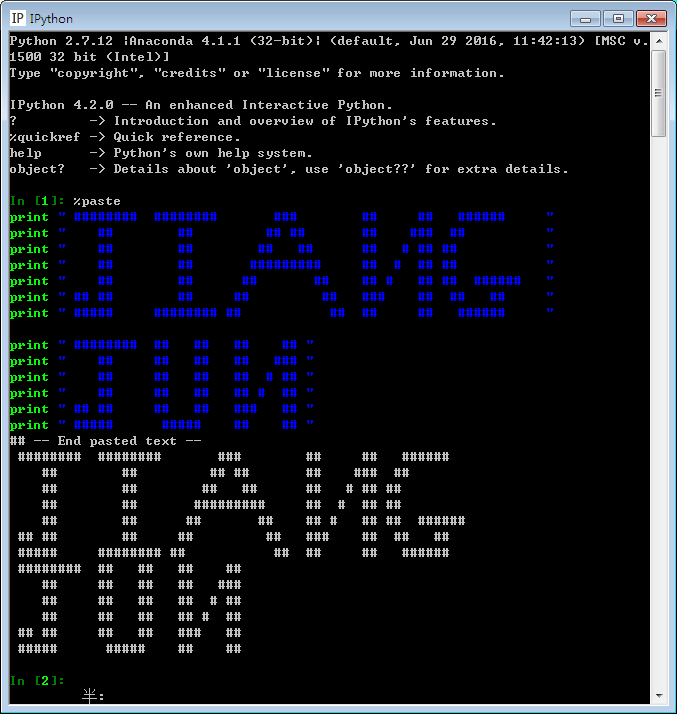 IPython
Python 2.7.12 |Anaconda 4.1.1 (32-bit)| (default, Jun 29 2016, 11:42:13) [MSC v.
1500 32 bit (Intel)]
Type "copyright", "credits" or "license" for more information.
IPython 4.2.0 -- An enhanced Interactive Python.
?         -> Introduction and overview of IPython's features.
%quickref -> Quick reference.
help      -> Python's own help system.
object?   -> Details about 'object', use 'object??' for extra details.
In [1]: %paste
print " ########  ########       ###        ##     ##   ######     "
print "    ##        ##         ## ##       ##    ###  ##          "
print "    ##        ##        ##   ##      ##   # ## ##           "
print "    ##        ##       #########     ##  #  ## ##           "
print "    ##        ##      ##       ##    ## #   ## ##  ######   "
print " ## ##        ##     ##         ##   ###    ##  ##   ##     "
print " #####     ######## ##           ##  ##     ##   ######     "
print " ########  ##   ##   ##    ## "
print "    ##     ##   ##   ##   ### "
print "    ##     ##   ##   ##  # ## "
print "    ##     ##   ##   ## #  ## "
print " ## ##     ##   ##   ###   ## "
print " #####      #####    ##    ## "
## -- End pasted text --
 ########  ########       ###        ##     ##   ######
    ##        ##         ## ##       ##    ###  ##
    ##        ##        ##   ##      ##   # ## ##
    ##        ##       #########     ##  #  ## ##
    ##        ##      ##       ##    ## #   ## ##  ######
 ## ##        ##     ##         ##   ###    ##  ##   ##
 #####     ######## ##           ##  ##     ##   ######
 ########  ##   ##   ##    ##
    ##     ##   ##   ##   ###
    ##     ##   ##   ##  # ##
    ##     ##   ##   ## #  ##
 ## ##     ##   ##   ###   ##
 #####      #####    ##    ##
In [2]:
半: